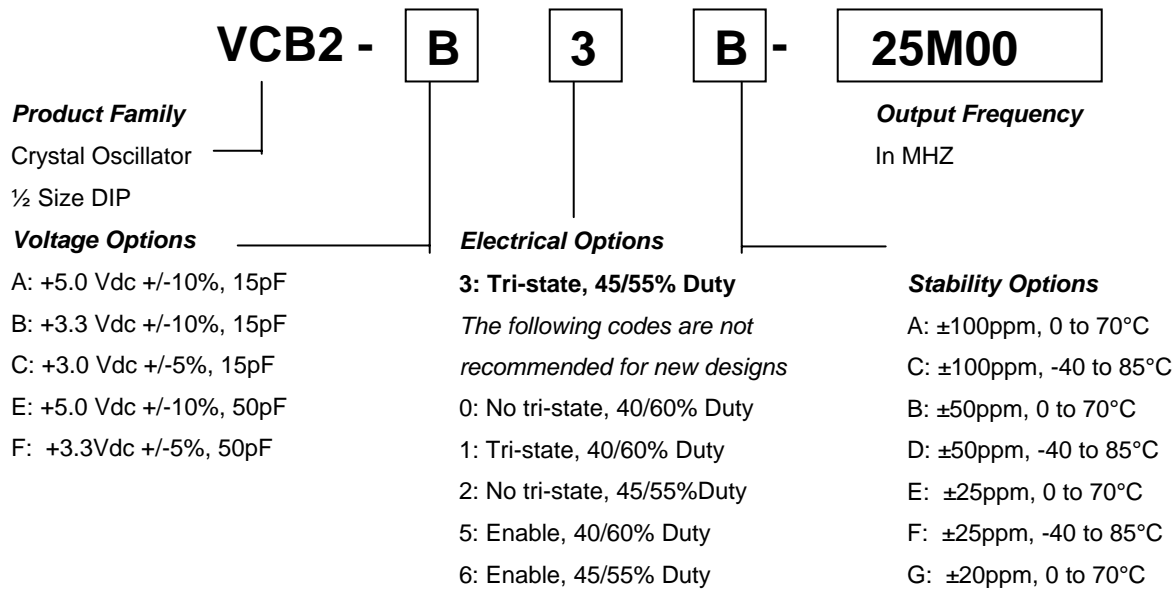 VCB2 - B 3 B - 25M00
Product Family
Crystal Oscillator
½ Size DIP
Output Frequency
In MHZ
Voltage Options
A: +5.0 Vdc +/-10%, 15pF
B: +3.3 Vdc +/-10%, 15pF
C: +3.0 Vdc +/-5%, 15pF
E: +5.0 Vdc +/-10%, 50pF
F: +3.3Vdc +/-5%, 50pF
Electrical Options
3: Tri-state, 45/55% Duty
The following codes are not
recommended for new designs
0: No tri-state, 40/60% Duty
1: Tri-state, 40/60% Duty
2: No tri-state, 45/55%Duty
5: Enable, 40/60% Duty
6: Enable, 45/55% Duty
Stability Options
A: ±100ppm, 0 to 70°C
C: ±100ppm, -40 to 85°C
B: ±50ppm, 0 to 70°C
D: ±50ppm, -40 to 85°C
E: ±25ppm, 0 to 70°C
F: ±25ppm, -40 to 85°C
G: ±20ppm, 0 to 70°C